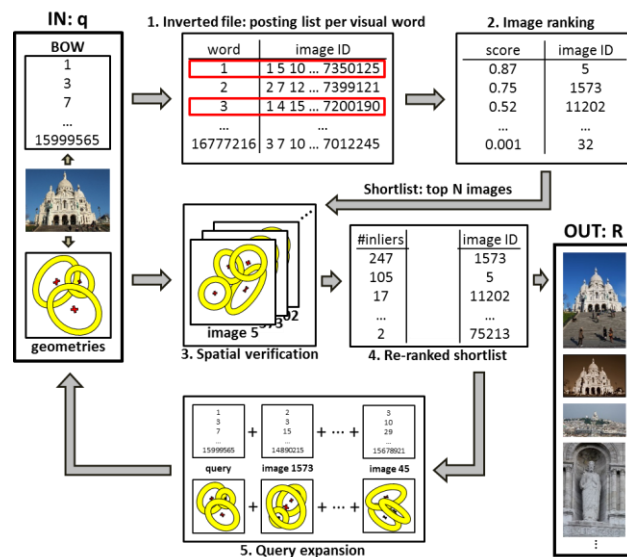 IN: q
BOW
1
3
7
...
15999565
geometries
1. Inverted file: posting list per visual word
word image ID
1 1 5 10 ... 7350125
2 2 7 12 ... 7399121
3 1 4 15 ... 7200190
... ...
16777216 3 7 10 ... 7012245
2. Image ranking
score image ID
0.87 5
0.75 1573
0.52 11202
... ...
0.001 32
Shortlist: top N images
image 5
3. Spatial verification
#inliers image ID
247 1573
105 5
17 11202
... ...
2 75213
4. Re-ranked shortlist
OUT: R
1 2 3
3 3 10
7 15 29
... ... ...
15999565 + 14890215 + ... + 15678921
query image 1573 image 45
+ + ... +
5. Query expansion